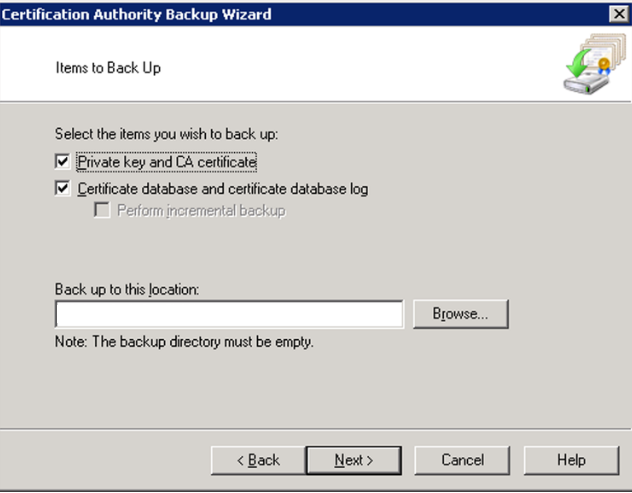 Certification Authority Backup Wizard
Items to Back Up
Select the items you wish to back up:
Private key and CA certificate
Certificate database and certificate database log
Perform incremental backup
Back up to this location:
Browse...
Note: The backup directory must be empty.
< Back
Next >
Cancel
Help